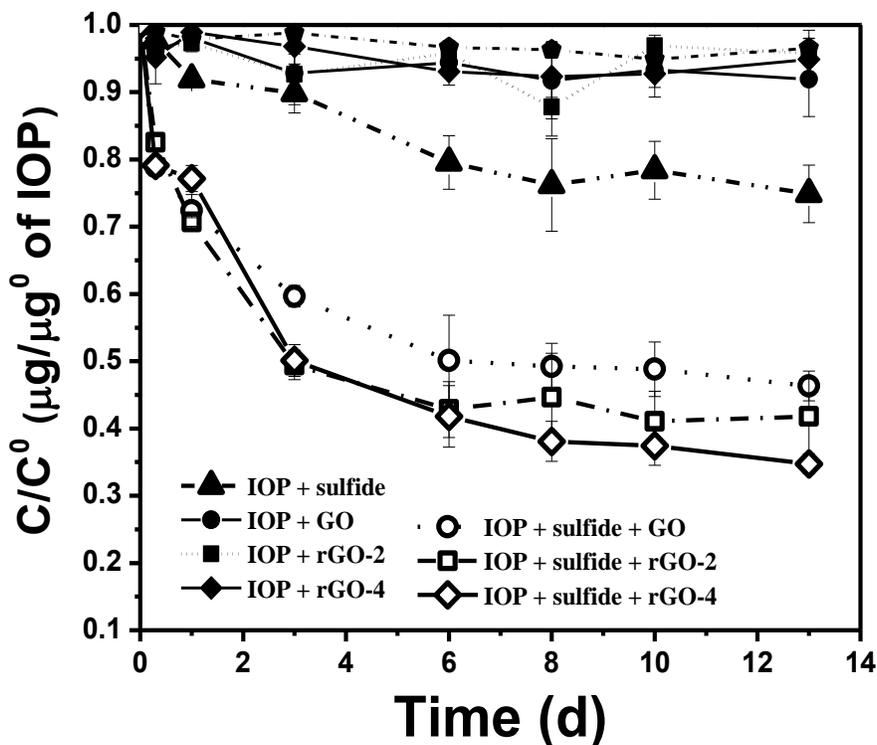 1.0
0.9
0.8
0.7
0.6
0.5
0.4
0.3
0.2
0.1
C/C⁰ (μg/μg⁰ of IOP)
IOP + sulfide
IOP + GO
IOP + rGO-2
IOP + rGO-4
IOP + sulfide + GO
IOP + sulfide + rGO-2
IOP + sulfide + rGO-4
0 2 4 6 8 10 12 14
Time (d)